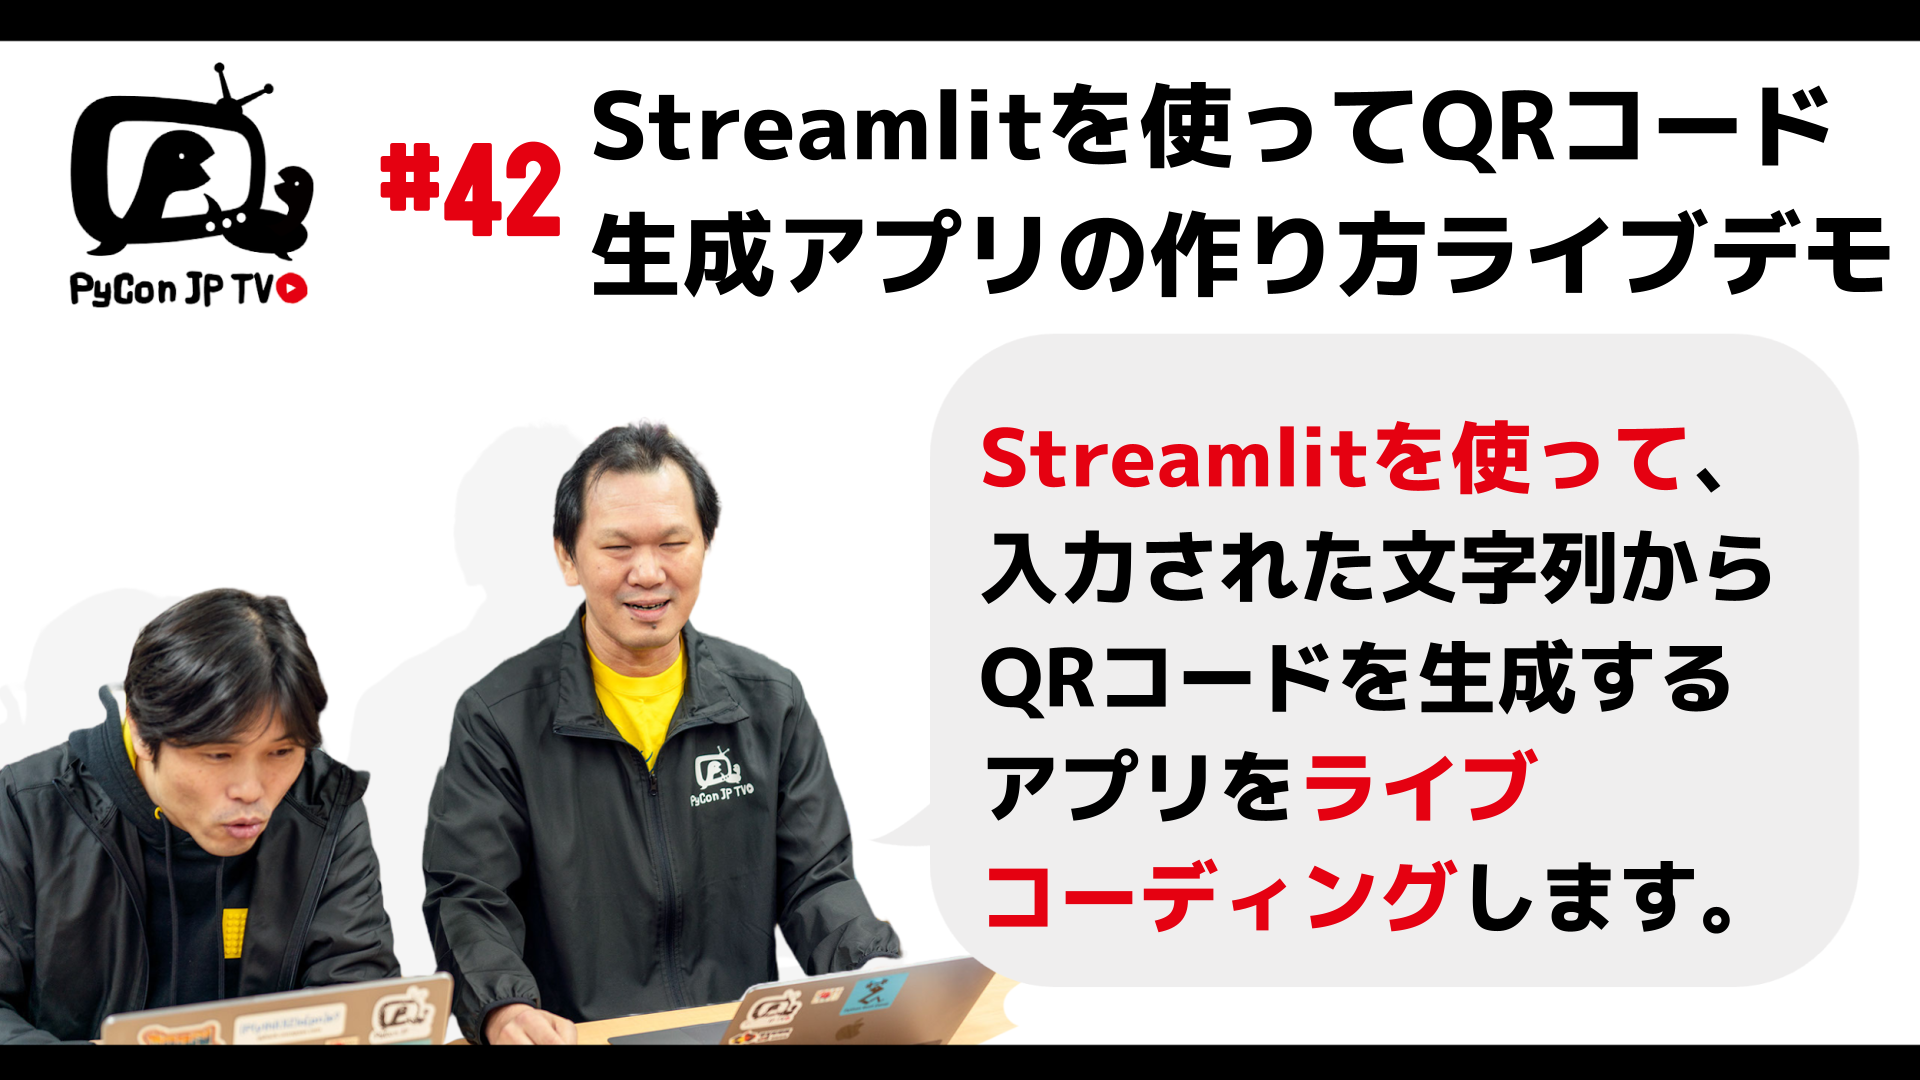 PyCon JP TV
#42
Streamlitを使ってQRコード
生成アプリの作り方ライブデモ
Streamlitを使って、
入力された文字列から
QRコードを生成する
アプリをライブ
コーディングします。
PyCon JP TV
PyCon JP